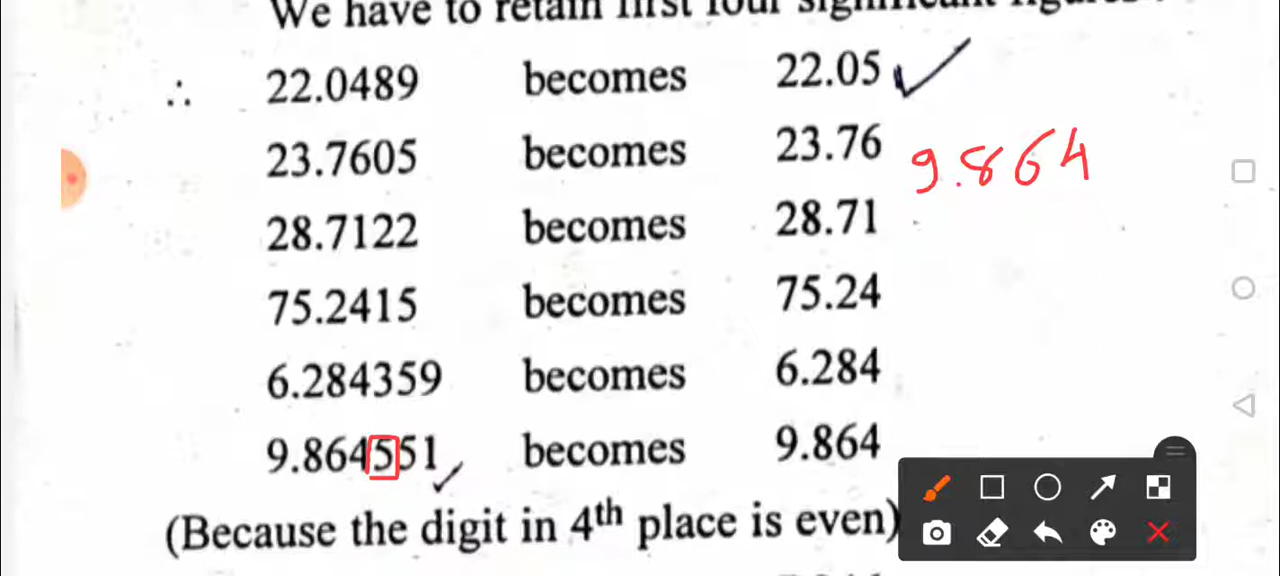 We have to retain first four significant figures
∴ 22.0489 becomes 22.05
23.7605 becomes 23.76 9.864
28.7122 becomes 28.71
75.2415 becomes 75.24
6.284359 becomes 6.284
9.864551 becomes 9.864
(Because the digit in 4th place is even)